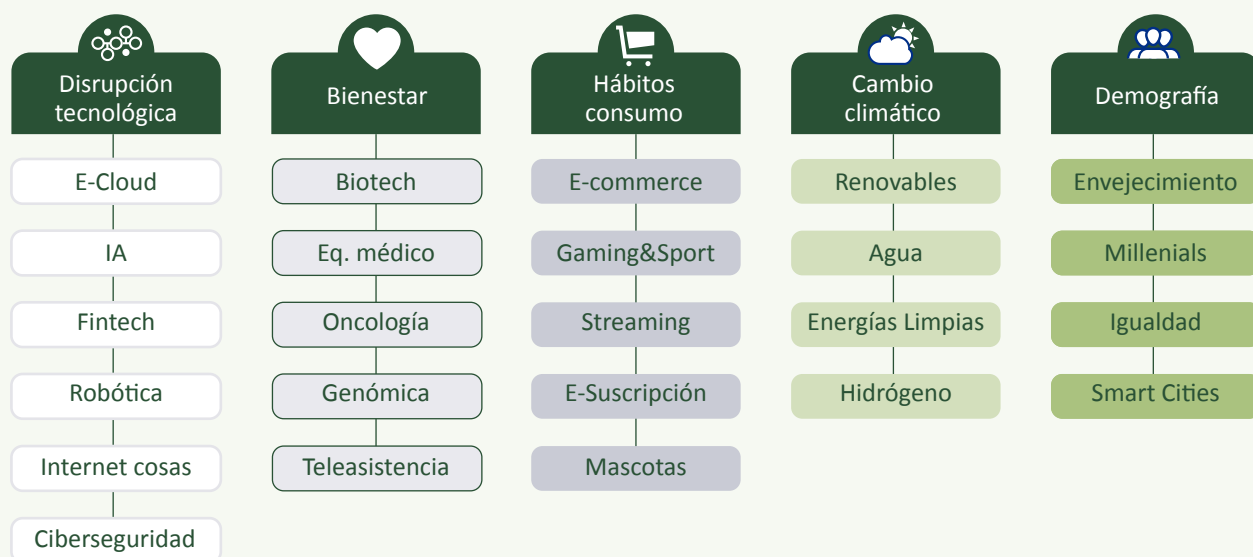 Disrupción
tecnológica
E-Cloud
IA
Fintech
Robótica
Internet cosas
Ciberseguridad
Bienestar
Biotech
Eq. médico
Oncología
Genómica
Teleasistencia
Hábitos
consumo
E-commerce
Gaming&Sport
Streaming
E-Suscripción
Mascotas
Cambio
climático
Renovables
Agua
Energías Limpias
Hidrógeno
Demografía
Envejecimiento
Millenials
Igualdad
Smart Cities